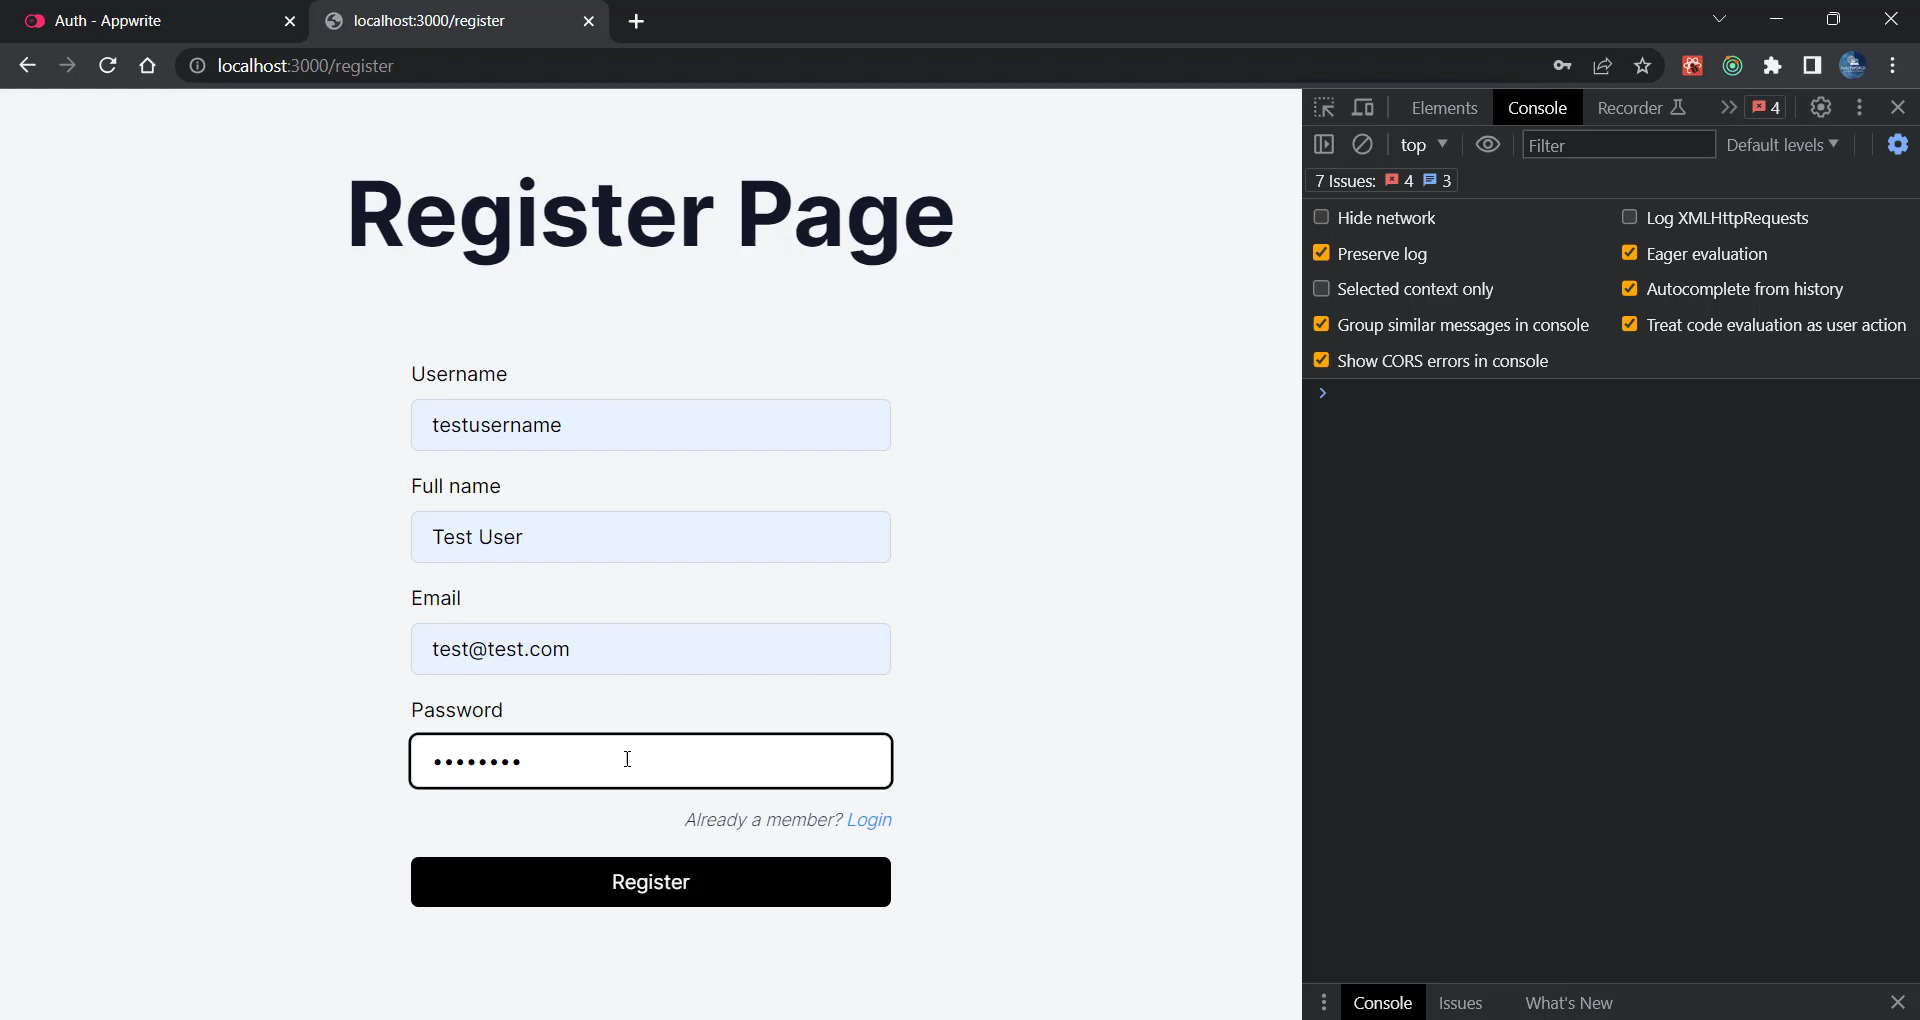 Auth - Appwrite
localhost:3000/register
localhost:3000/register
Elements Console Recorder 4
top Filter Default levels
7 Issues: 4 3
Hide network Log XMLHttpRequests
Preserve log Eager evaluation
Selected context only Autocomplete from history
Group similar messages in console Treat code evaluation as user action
Show CORS errors in console
Register Page
Username
testusername
Full name
Test User
Email
test@test.com
Password
••••••••
Already a member? Login
Register
Console Issues What's New